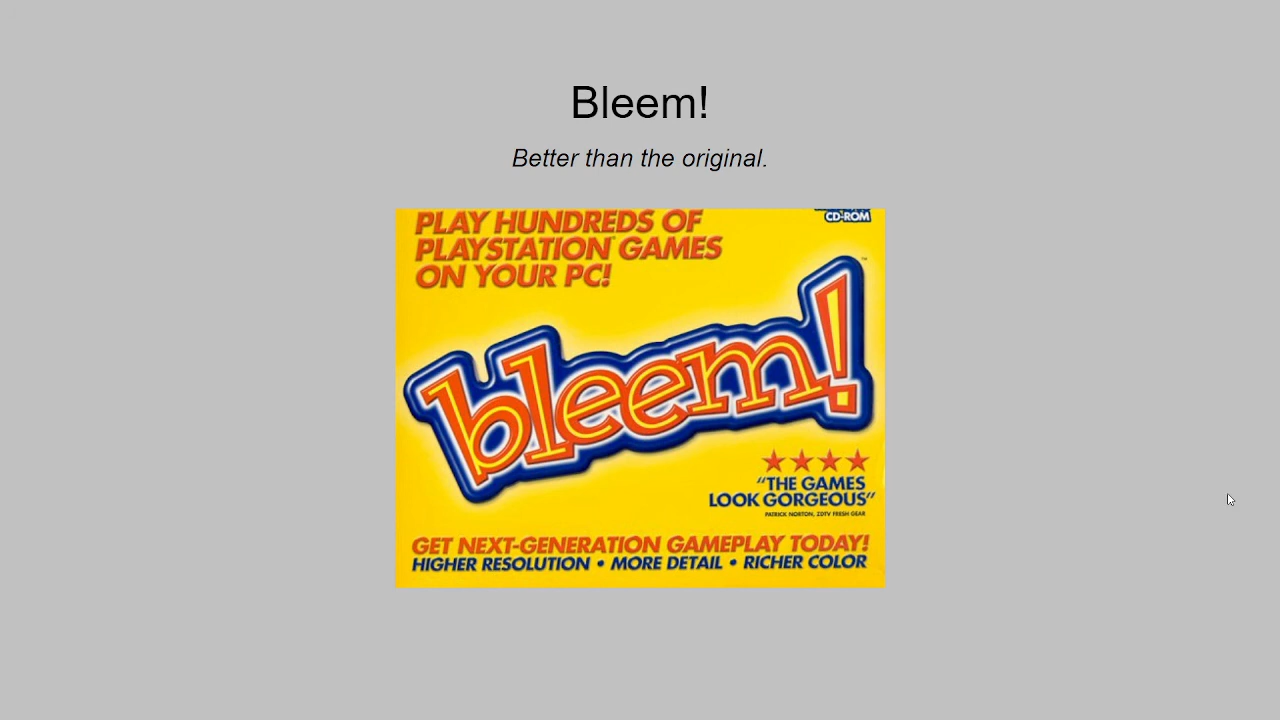 Bleem!
Better than the original.
PLAY HUNDREDS OF
PLAYSTATION GAMES
ON YOUR PC!
CD-ROM
bleem!
"THE GAMES
LOOK GORGEOUS"
PATRICK NORTON, ZDTV FRESH GEAR
GET NEXT-GENERATION GAMEPLAY TODAY!
HIGHER RESOLUTION • MORE DETAIL • RICHER COLOR